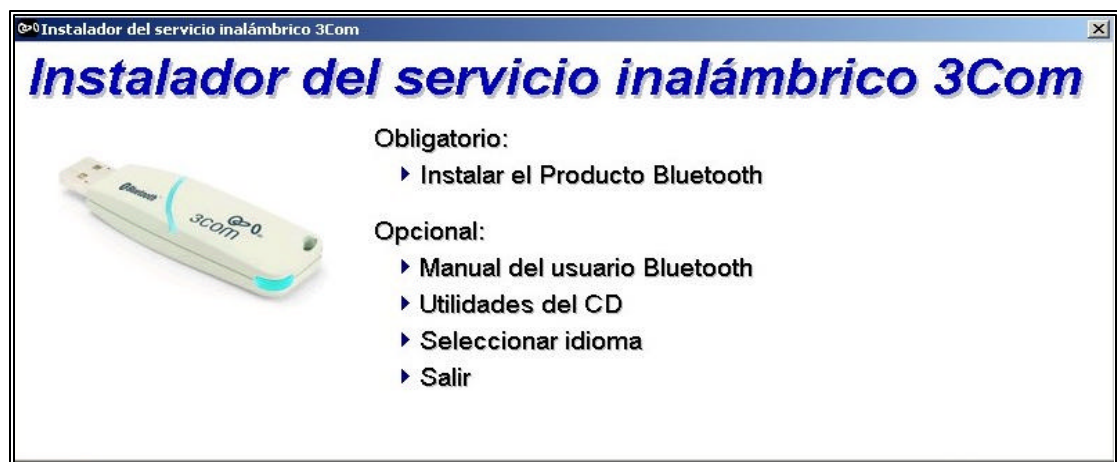 Instalador del servicio inalámbrico 3Com
Instalador del servicio inalámbrico 3Com
Obligatorio:
Instalar el Producto Bluetooth
Bluetooth
3com
Opcional:
Manual del usuario Bluetooth
Utilidades del CD
Seleccionar idioma
Salir